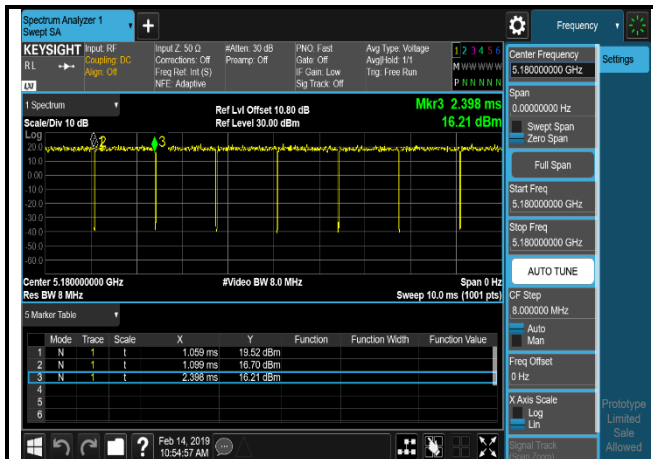 Spectrum Analyzer 1
Swept SA
Frequency
KEYSIGHT
Input: RF
Input Z: 50 Ω
#Atten: 30 dB
PNO: Fast
Avg Type: Voltage
1 2 3 4 5 6
R L
Coupling: DC
Corrections: Off
Preamp: Off
Gate: Off
Avg|Hold: 1/1
M W W W W W
Align: Off
Freq Ref: Int (S)
IF Gain: Low
Trig: Free Run
LXI
NFE: Adaptive
Sig Track: Off
P N N N N N
1 Spectrum
Ref Lvl Offset 10.80 dB
Mkr3 2.398 ms
Scale/Div 10 dB
Ref Level 30.00 dBm
16.21 dBm
Log
20.0
2
3
10.0
0.00
-10.0
-20.0
-30.0
-40.0
-50.0
-60.0
Center 5.180000000 GHz
#Video BW 8.0 MHz
Span 0 Hz
Res BW 8 MHz
Sweep 10.0 ms (1001 pts)
5 Marker Table
Mode Trace Scale X Y Function Function Width Function Value
1 N 1 t 1.059 ms 19.52 dBm
2 N 1 t 1.099 ms 16.70 dBm
3 N 1 t 2.398 ms 16.21 dBm
4
5
6
?
Feb 14, 2019
10:54:57 AM
Center Frequency
5.180000000 GHz
Settings
Span
0.00000000 Hz
Swept Span
Zero Span
Full Span
Start Freq
5.180000000 GHz
Stop Freq
5.180000000 GHz
AUTO TUNE
CF Step
8.000000 MHz
Auto
Man
Freq Offset
0 Hz
X Axis Scale
Log
Lin
Signal Track
(Span Zoom)
Prototype
Limited
Sale
Allowed